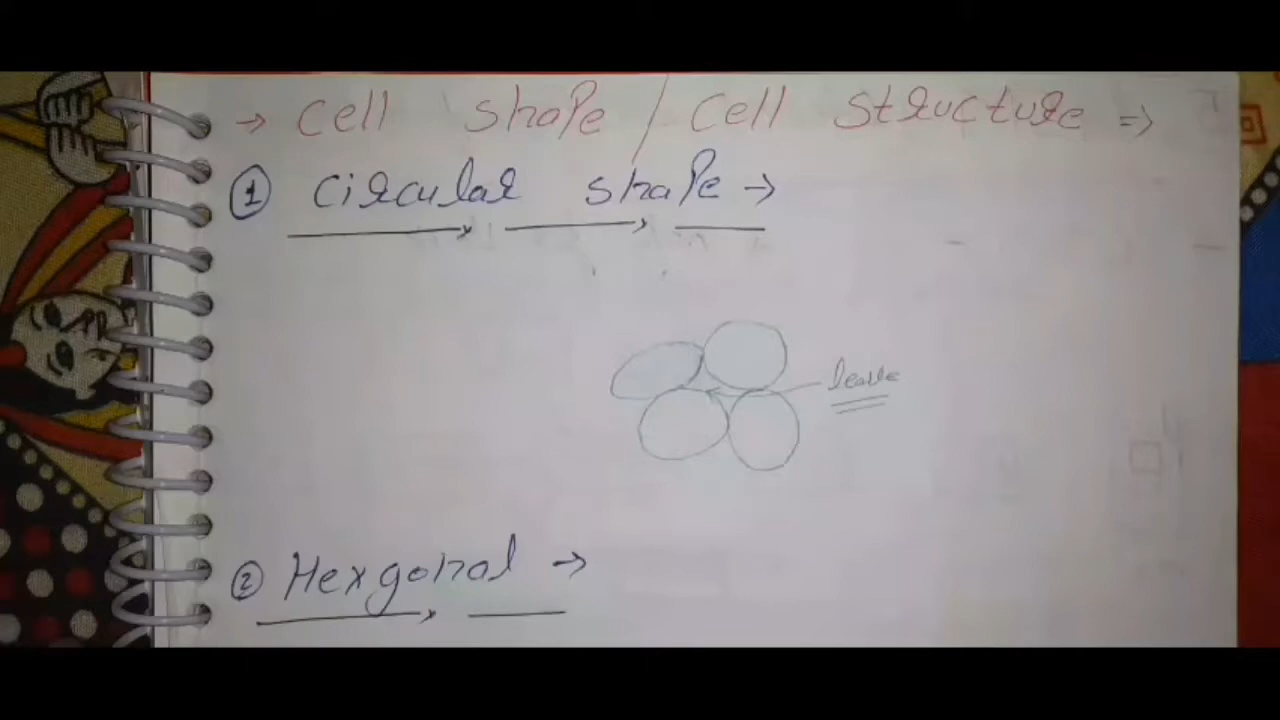 → Cell shape / Cell structure ⇒
① Circular shape →
leave
② Hexgonal →